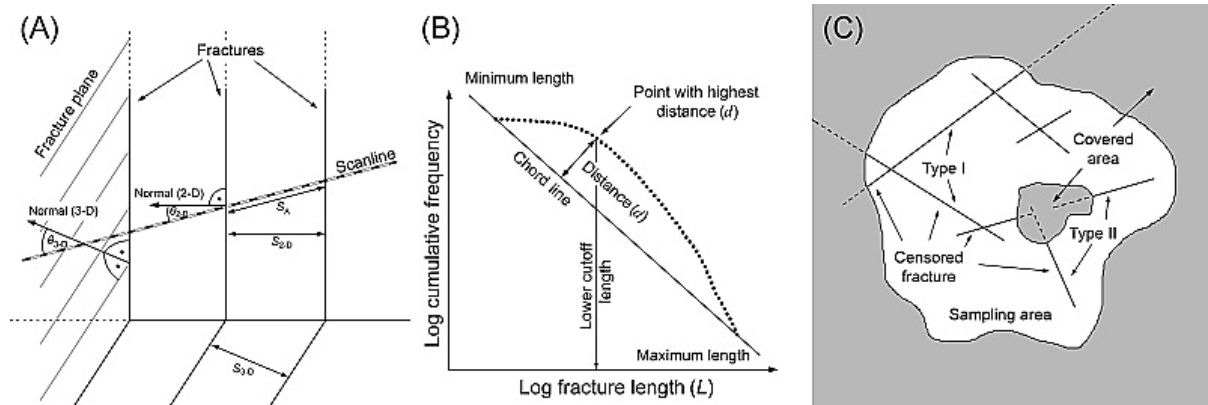 (A)
Fractures
Fracture plane
Scanline
Normal (2-D)
θ2-D
SA
S2-D
Normal (3-D)
θ3-D
S3-D
(B)
Minimum length
Point with highest
distance (d)
Chord line
Distance (d)
Lower cutoff
length
Maximum length
Log cumulative frequency
Log fracture length (L)
(C)
Covered
area
Type I
Type II
Censored
fracture
Sampling area